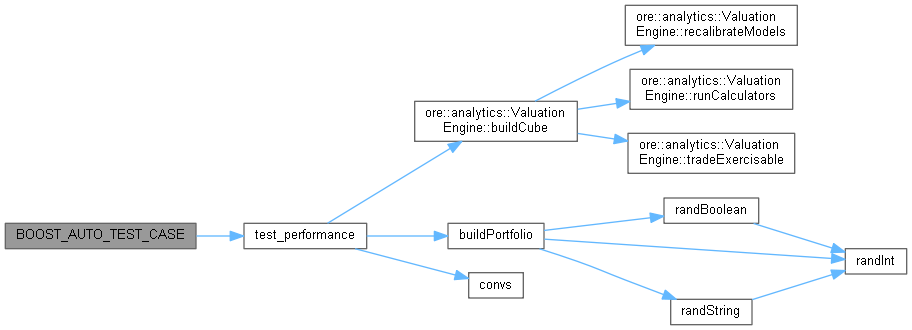 BOOST_AUTO_TEST_CASE
test_performance
ore::analytics::Valuation
Engine::buildCube
ore::analytics::Valuation
Engine::recalibrateModels
ore::analytics::Valuation
Engine::runCalculators
ore::analytics::Valuation
Engine::tradeExercisable
buildPortfolio
convs
randBoolean
randString
randInt